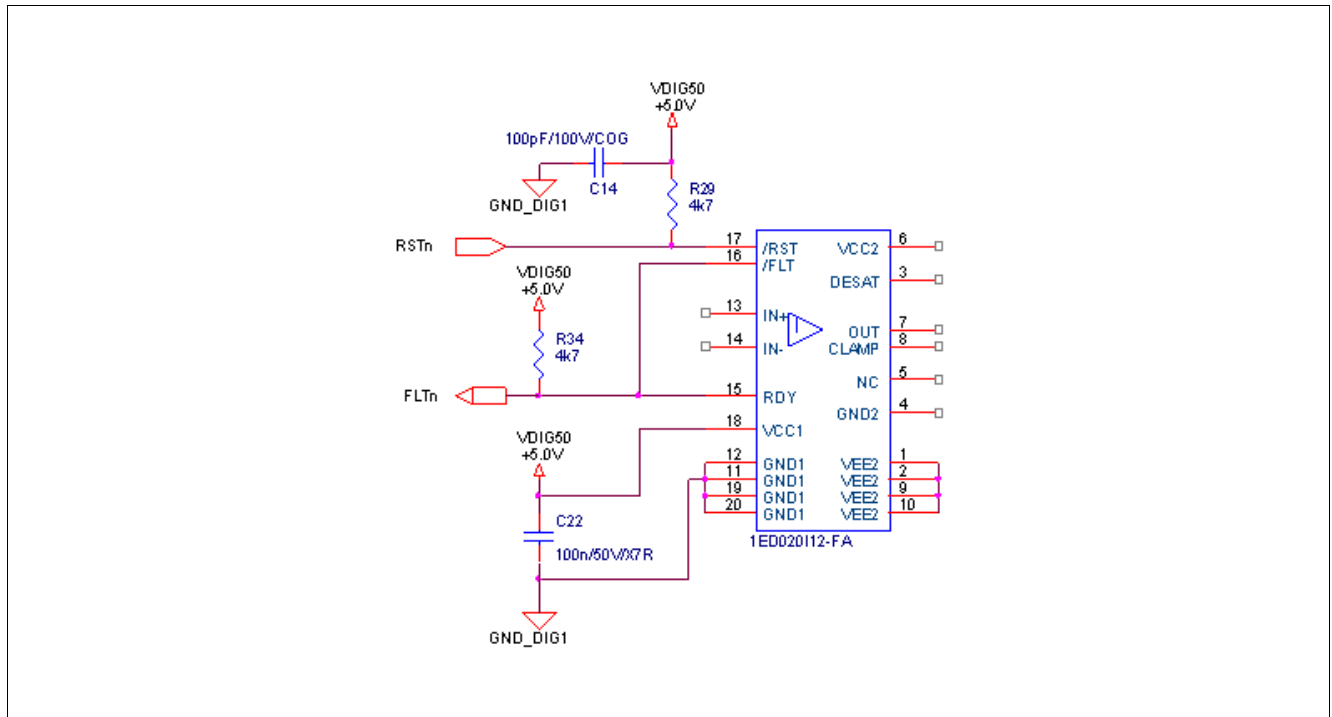 VDIG50
+5.0V
100pF/100V/COG
C14
GND_DIG1
R29
4k7
RSTn
17
/RST
16
/FLT
VCC2
6
DESAT
3
VDIG50
+5.0V
13
IN+
14
IN-
OUT
7
CLAMP
8
R34
4k7
NC
5
FLTn
15
RDY
GND2
4
18
VCC1
VDIG50
+5.0V
12
GND1
11
GND1
19
GND1
20
GND1
VEE2
1
VEE2
2
VEE2
9
VEE2
10
C22
100n/50V/X7R
1ED020I12-FA
GND_DIG1